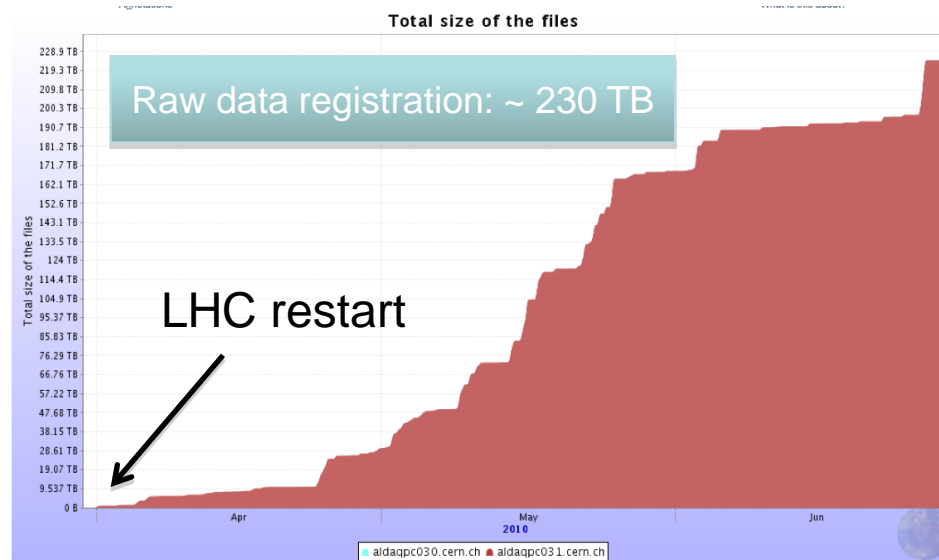 Total size of the files
228.9 TB
219.3 TB
209.8 TB
200.3 TB
190.7 TB
181.2 TB
171.7 TB
162.1 TB
152.6 TB
143.1 TB
133.5 TB
124 TB
114.4 TB
104.9 TB
95.37 TB
85.83 TB
76.29 TB
66.76 TB
57.22 TB
47.68 TB
38.15 TB
28.61 TB
19.07 TB
9.537 TB
0 B
Total size of the files
Raw data registration: ~ 230 TB
LHC restart
Apr May Jun
2010
aldaqpc030.cern.ch aldaqpc031.cern.ch